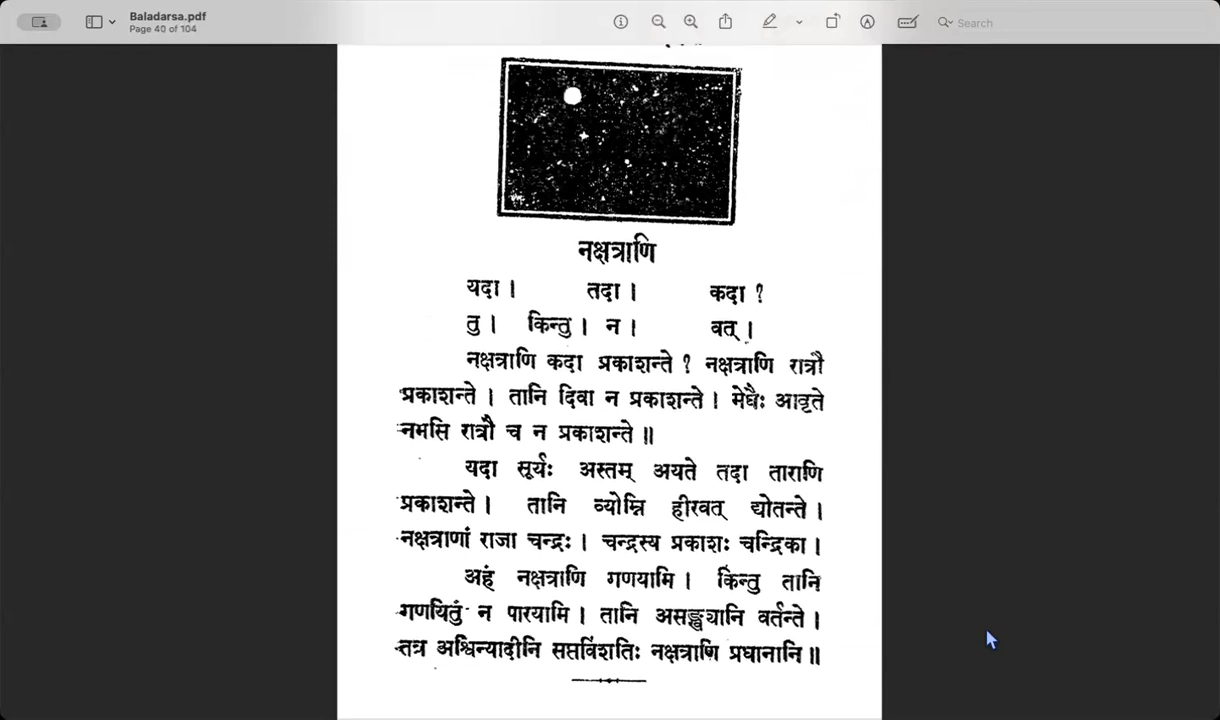 Baladarsa.pdf
Page 40 of 104
Search
नक्षत्राणि
यदा । तदा । कदा ?
तु । किन्तु । न । वत् ।
नक्षत्राणि कदा प्रकाशन्ते ? नक्षत्राणि रात्रौ
प्रकाशन्ते । तानि दिवा न प्रकाशन्ते । मेघैः आवृते
नभसि रात्रौ च न प्रकाशन्ते ॥
यदा सूर्यः अस्तम् अयते तदा ताराणि
प्रकाशन्ते । तानि व्योम्नि हीरवत् द्योतन्ते ।
नक्षत्राणां राजा चन्द्रः । चन्द्रस्य प्रकाशः चन्द्रिका ।
अहं नक्षत्राणि गणयामि । किन्तु तानि
गणयितुं न पारयामि । तानि असङ्ख्यानि वर्तन्ते ।
तत्र अश्विन्यादीनि सप्तविंशतिः नक्षत्राणि प्रधानानि ॥